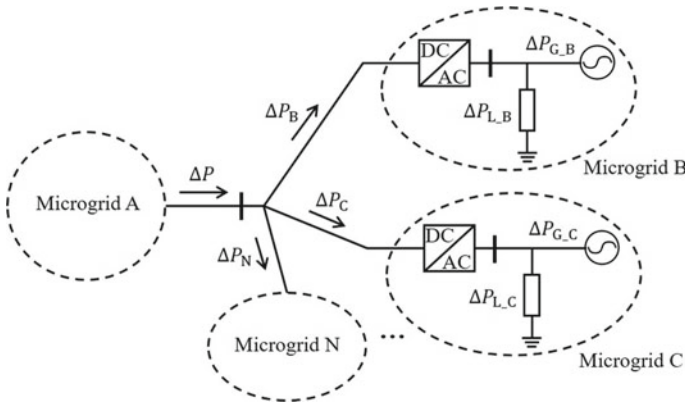 DC
AC
ΔP_G_B
ΔP_L_B
Microgrid B
ΔP_B
ΔP
Microgrid A
ΔP_C
DC
AC
ΔP_G_C
ΔP_L_C
ΔP_N
Microgrid N
...
Microgrid C